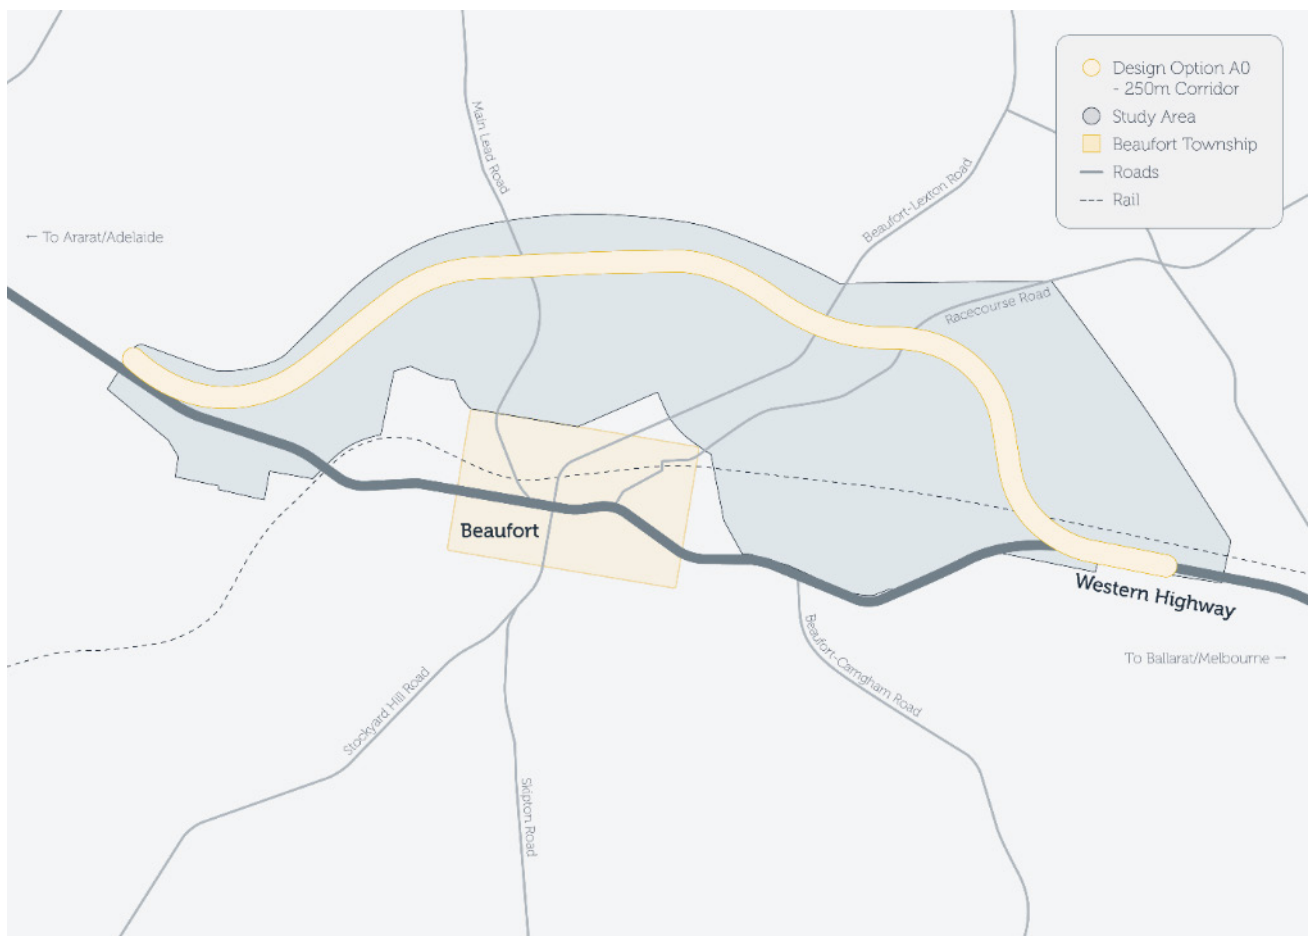 Design Option A0
- 250m Corridor
Study Area
Beaufort Township
Roads
Rail
Main Lead Road
Beaufort-Lexton Road
← To Ararat/Adelaide
Racecourse Road
Beaufort
Western Highway
Beaufort-Carngham Road
To Ballarat/Melbourne →
Stockyard Hill Road
Skipton Road